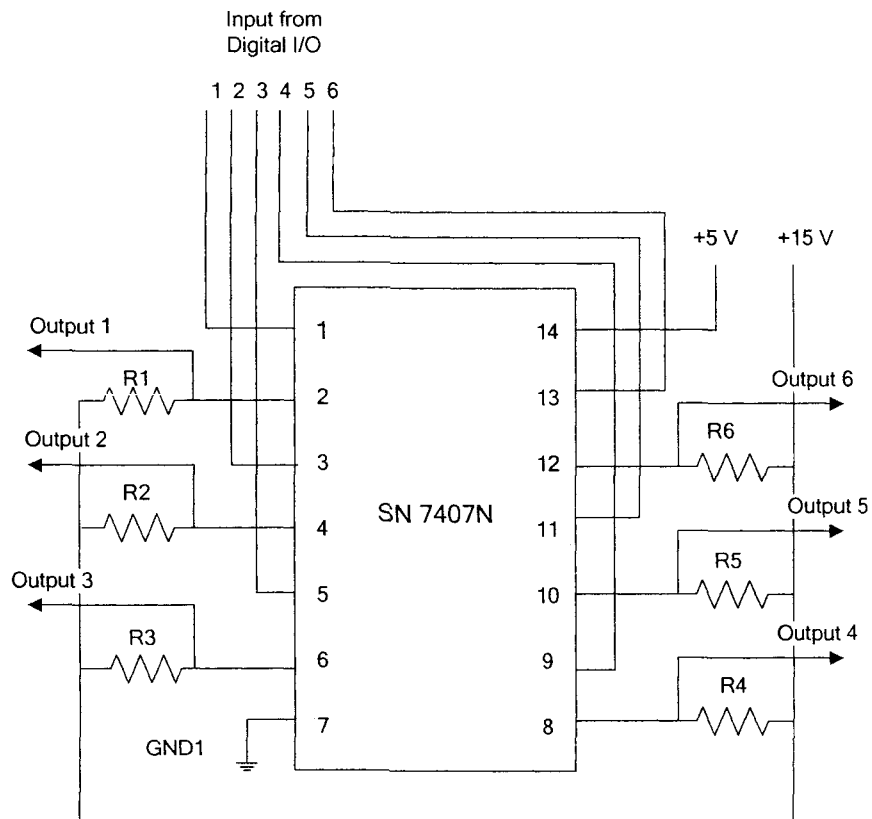 Input from
Digital I/O
1 2 3 4 5 6
+5 V +15 V
Output 1
R1
Output 2
R2
Output 3
R3
GND1
1
2
3
4
5
6
7
SN 7407N
14
13
12
11
10
9
8
Output 6
R6
Output 5
R5
Output 4
R4